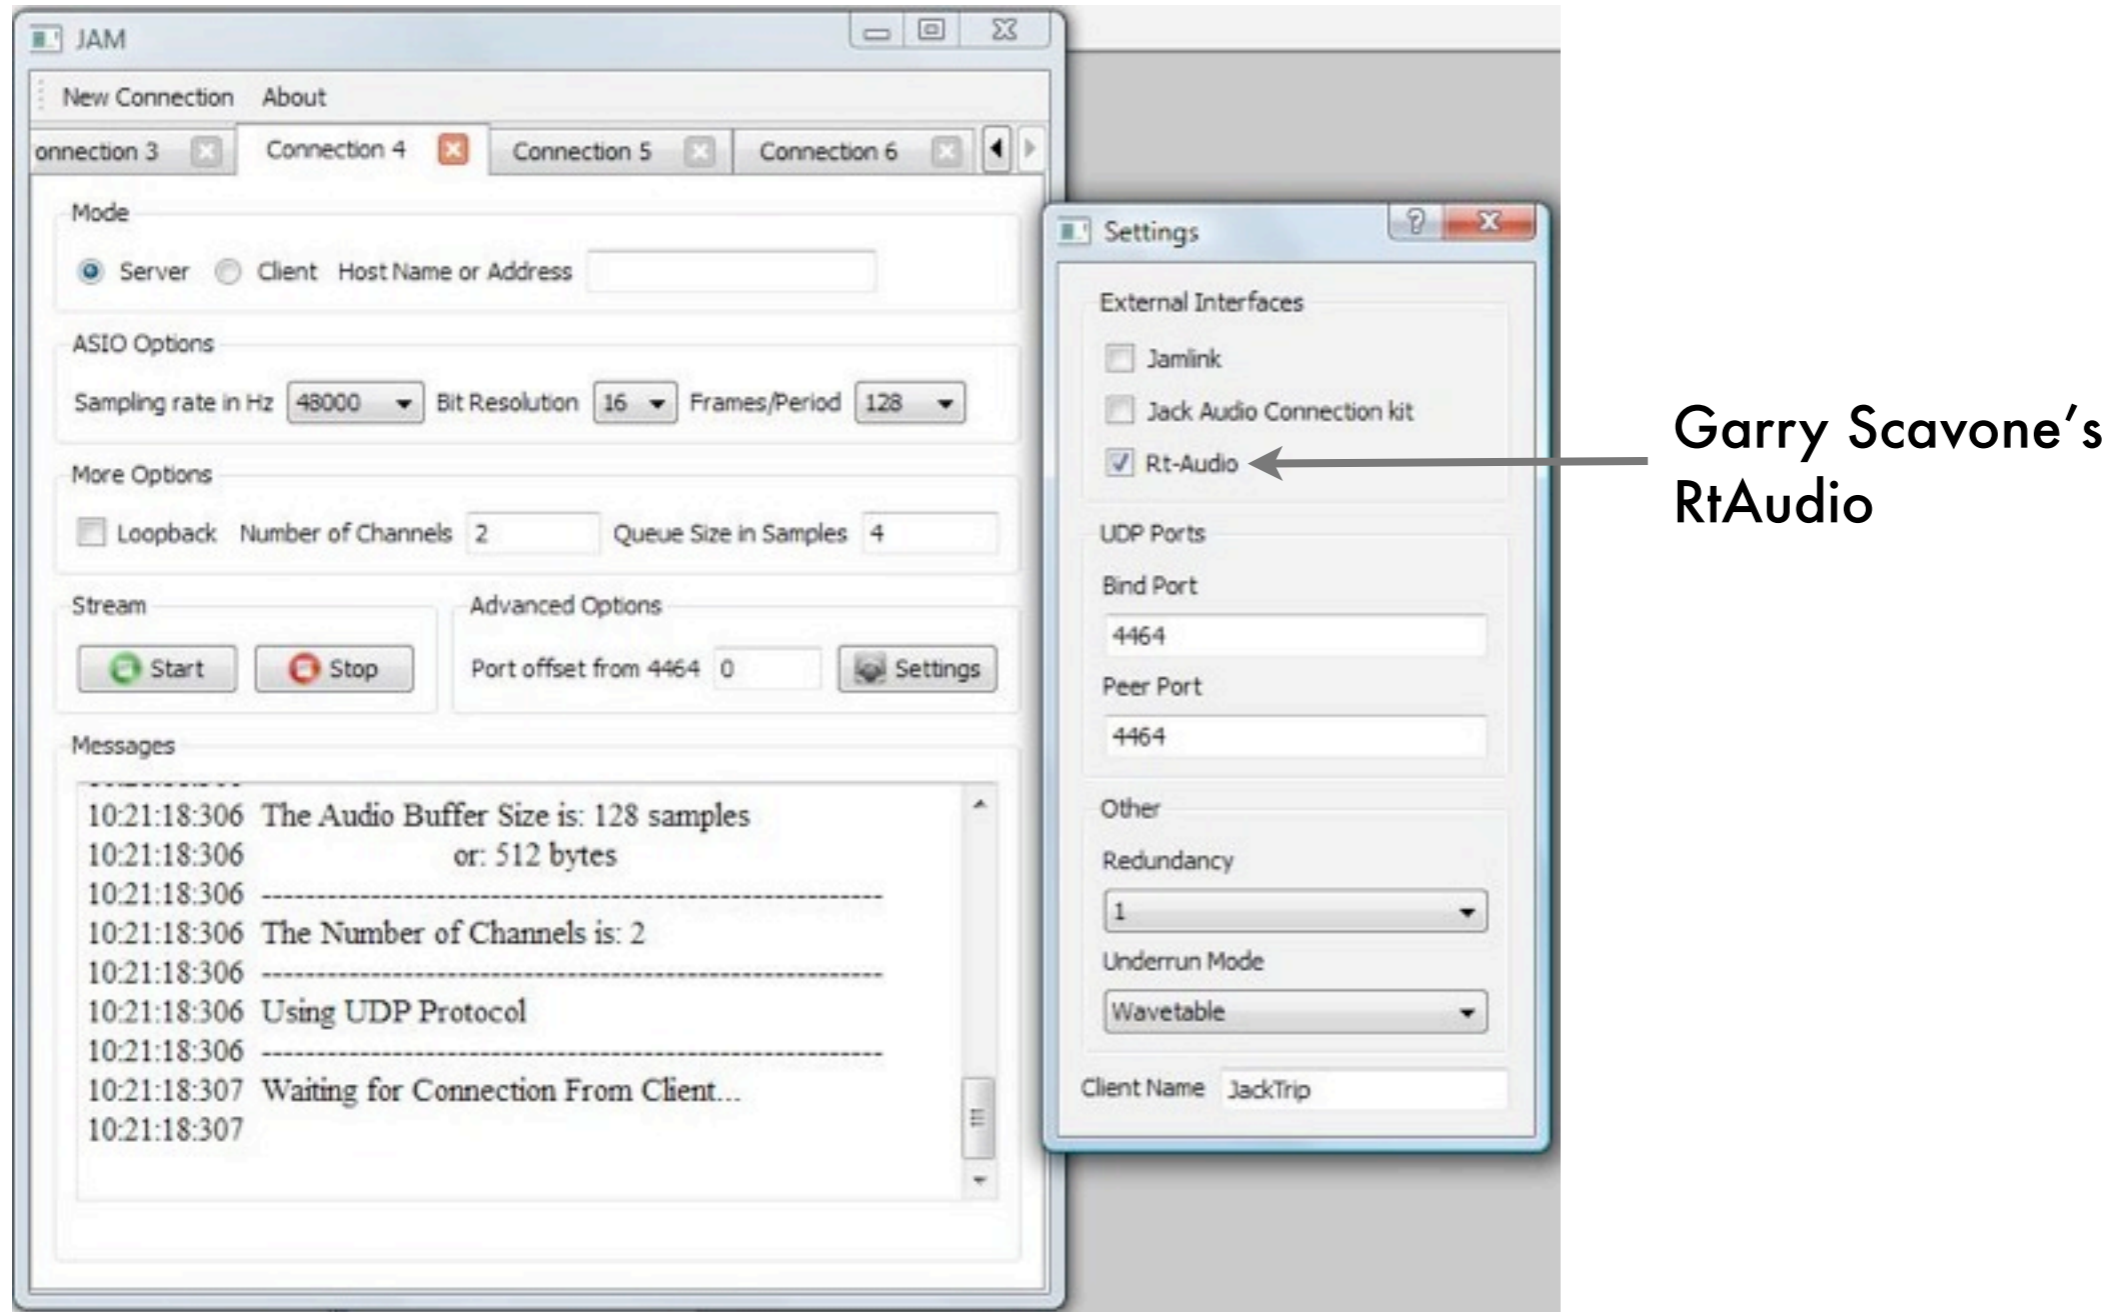 JAM
New Connection About
onnection 3 Connection 4 Connection 5 Connection 6
Mode
Server Client Host Name or Address
ASIO Options
Sampling rate in Hz 48000 Bit Resolution 16 Frames/Period 128
More Options
Loopback Number of Channels 2 Queue Size in Samples 4
Stream
Start Stop
Advanced Options
Port offset from 4464 0 Settings
Messages
10:21:18:306 The Audio Buffer Size is: 128 samples
10:21:18:306 or: 512 bytes
10:21:18:306 --------------------------------------------------------
10:21:18:306 The Number of Channels is: 2
10:21:18:306 --------------------------------------------------------
10:21:18:306 Using UDP Protocol
10:21:18:306 --------------------------------------------------------
10:21:18:307 Waiting for Connection From Client...
10:21:18:307
Settings
External Interfaces
Jamlink
Jack Audio Connection kit
Rt-Audio
UDP Ports
Bind Port
4464
Peer Port
4464
Other
Redundancy
1
Underrun Mode
Wavetable
Client Name JackTrip
Garry Scavone's
RtAudio